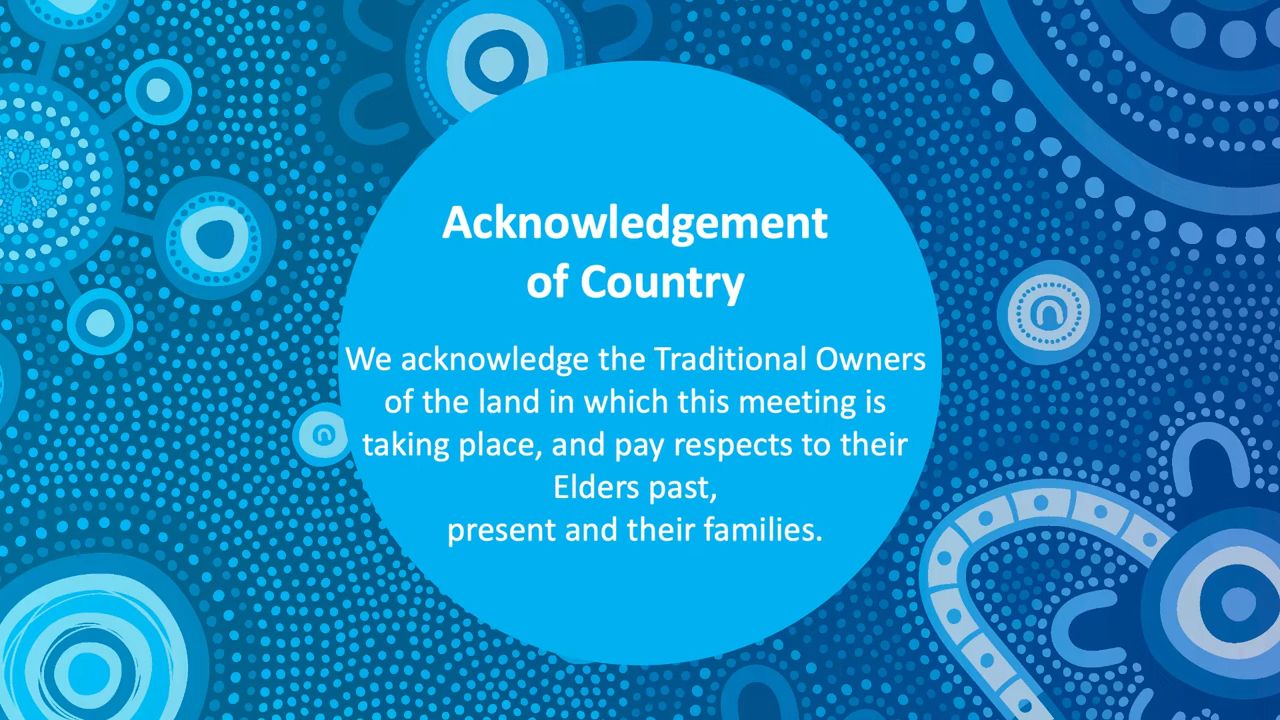 Acknowledgement
of Country
We acknowledge the Traditional Owners
of the land in which this meeting is
taking place, and pay respects to their
Elders past,
present and their families.